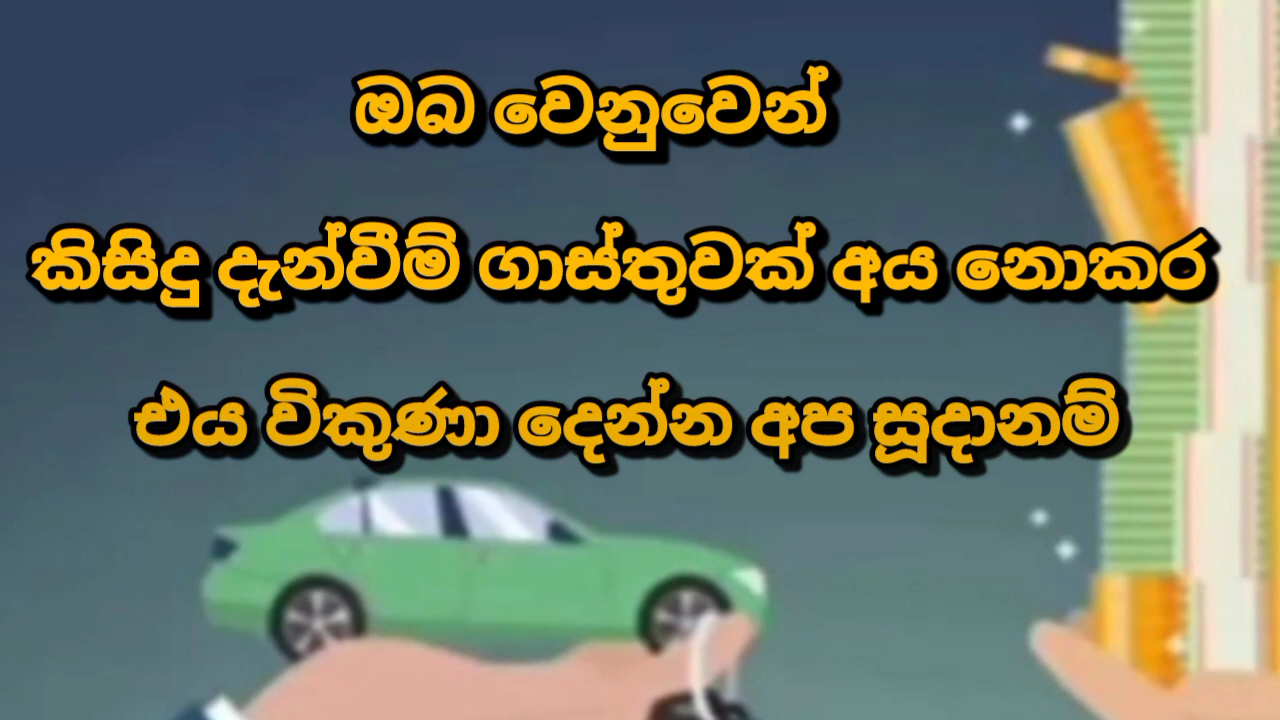 ඔබ වෙනුවෙන්
කිසිදු දැන්වීම් ගාස්තුවක් අය නොකර
එය විකුණා දෙන්න අප සූදානම්